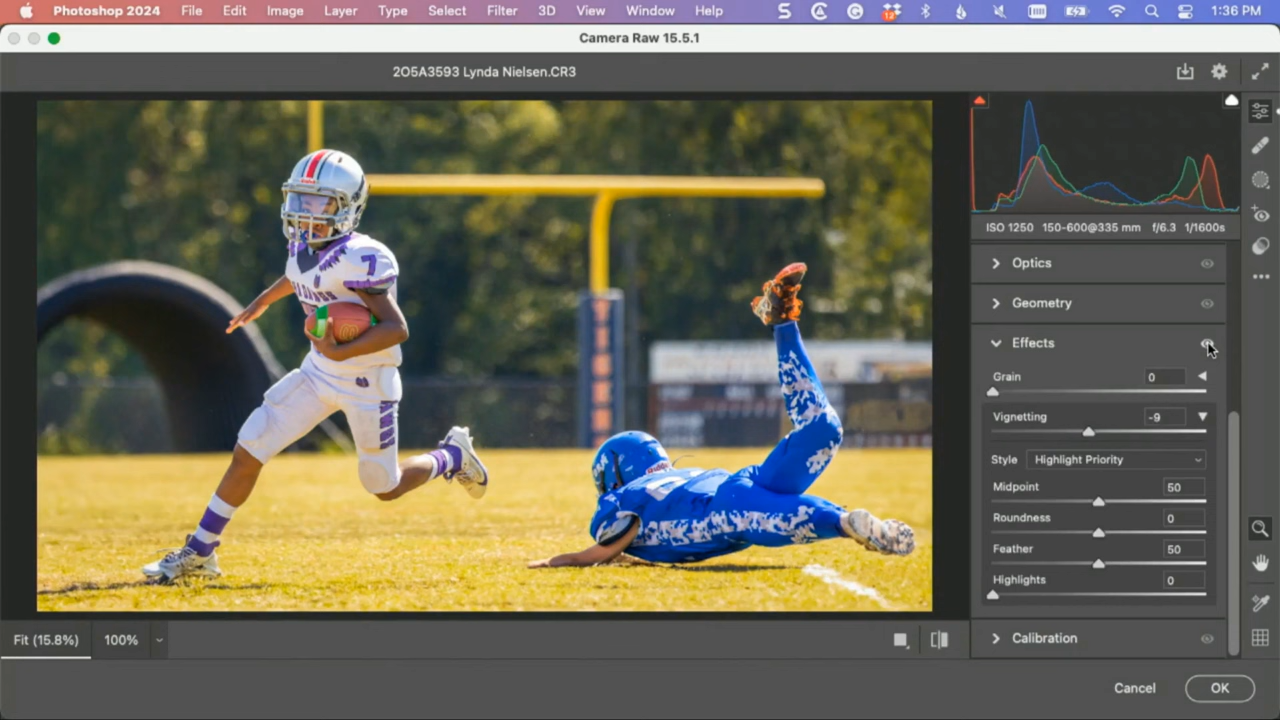 Photoshop 2024 File Edit Image Layer Type Select Filter 3D View Window Help 12 1:36 PM
Camera Raw 15.5.1
2O5A3593 Lynda Nielsen.CR3
ISO 1250 150-600@335 mm f/6.3 1/1600s
Optics
Geometry
Effects
Grain 0
Vignetting -9
Style Highlight Priority
Midpoint 50
Roundness 0
Feather 50
Highlights 0
Calibration
7
Fit (15.8%) 100%
Cancel OK